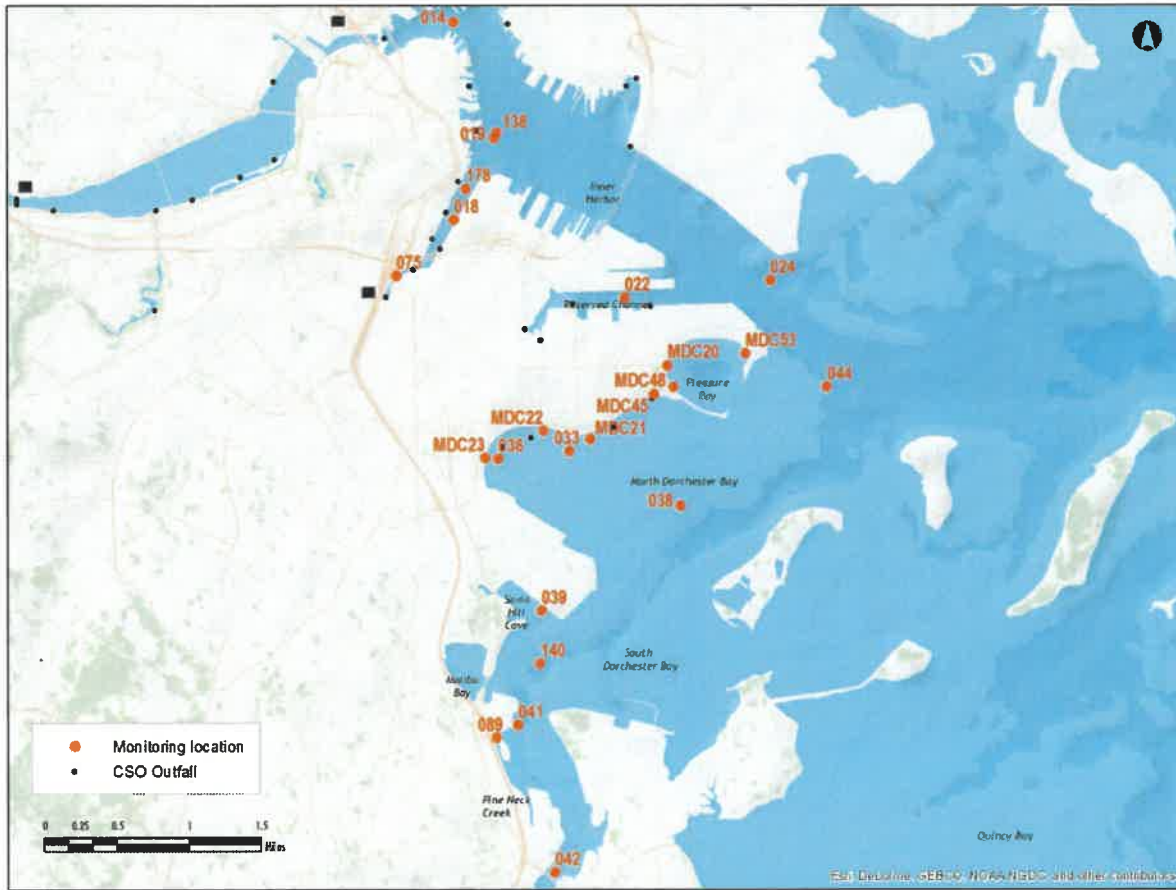 014
138
019
178
018
075
Inner
Harbor
024
022
Reserved Channel
MDC20
MDC53
MDC48
Pleasure
Bay
044
MDC45
MDC22
033
MDC21
MDC23
036
North Dorchester Bay
038
039
Hill
Cove
140
South
Dorchester Bay
Bay
041
089
Monitoring location
CSO Outfall
Pine Neck
Creek
0 0.25 0.5 1 1.5
Miles
042
Quincy Bay
Esri, DeLorme, GEBCO, NOAA NGDC, and other contributors